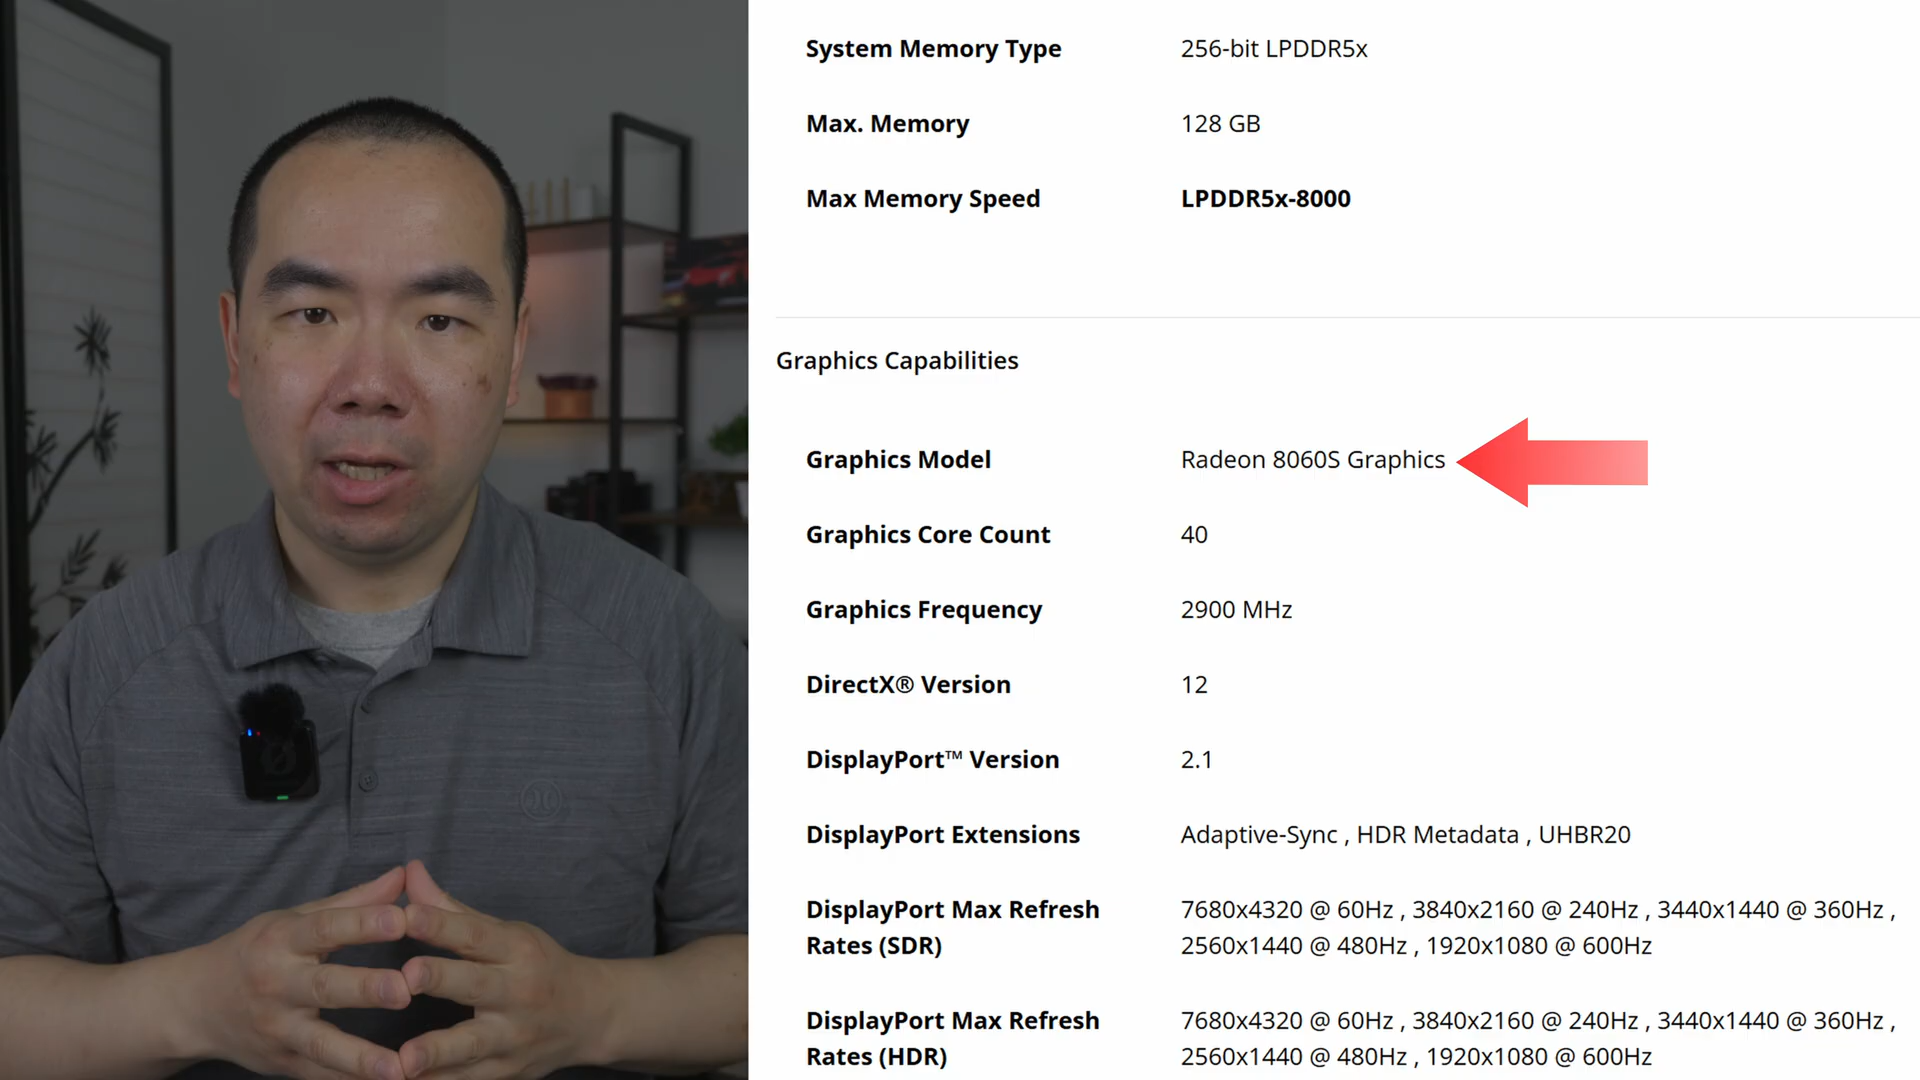 System Memory Type 256-bit LPDDR5x
Max. Memory 128 GB
Max Memory Speed LPDDR5x-8000
Graphics Capabilities
Graphics Model Radeon 8060S Graphics
Graphics Core Count 40
Graphics Frequency 2900 MHz
DirectX® Version 12
DisplayPort™ Version 2.1
DisplayPort Extensions Adaptive-Sync , HDR Metadata , UHBR20
DisplayPort Max Refresh 7680x4320 @ 60Hz , 3840x2160 @ 240Hz , 3440x1440 @ 360Hz ,
Rates (SDR) 2560x1440 @ 480Hz , 1920x1080 @ 600Hz
DisplayPort Max Refresh 7680x4320 @ 60Hz , 3840x2160 @ 240Hz , 3440x1440 @ 360Hz ,
Rates (HDR) 2560x1440 @ 480Hz , 1920x1080 @ 600Hz